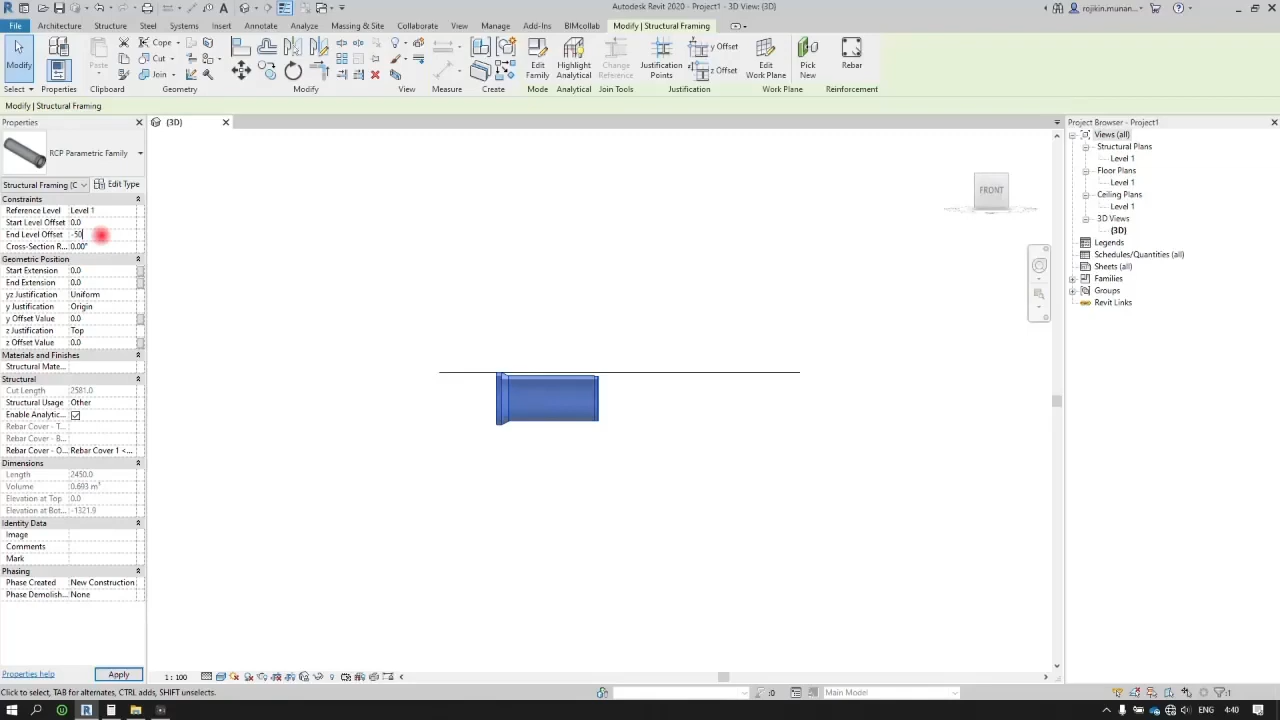 Autodesk Revit 2020 - Project1 - 3D View: {3D}
rojikin.munan...
File Architecture Structure Steel Systems Insert Annotate Analyze Massing & Site Collaborate View Manage Add-Ins BIMcollab Modify | Structural Framing
Modify
Paste
Cope
Cut
Join
Edit Family
Highlight Analytical
Change Reference
Justification Points
y Offset
z Offset
Edit Work Plane
Pick New
Rebar
Select Properties Clipboard Geometry Modify View Measure Create Mode Analytical Join Tools Justification Work Plane Reinforcement
Modify | Structural Framing
Properties
{3D}
Project Browser - Project1
RCP Parametric Family
Structural Framing [C
Edit Type
Constraints
Reference Level Level 1
Start Level Offset 0.0
End Level Offset -50
Cross-Section R... 0.00°
Geometric Position
Start Extension 0.0
End Extension 0.0
yz Justification Uniform
y Justification Origin
y Offset Value 0.0
z Justification Top
z Offset Value 0.0
Materials and Finishes
Structural Mate...
Structural
Cut Length 2581.0
Structural Usage Other
Enable Analytic...
Rebar Cover - T...
Rebar Cover - B...
Rebar Cover - O... Rebar Cover 1 <...
Dimensions
Length 2450.0
Volume 0.693 m³
Elevation at Top 0.0
Elevation at Bot... -1321.9
Identity Data
Image
Comments
Mark
Phasing
Phase Created New Construction
Phase Demolish... None
Properties help
Apply
FRONT
Views (all)
Structural Plans
Level 1
Floor Plans
Level 1
Ceiling Plans
Level 1
3D Views
{3D}
Legends
Schedules/Quantities (all)
Sheets (all)
Families
Groups
Revit Links
1 : 100
Click to select, TAB for alternates, CTRL adds, SHIFT unselects.
:0
Main Model
:1
ENG 4:40